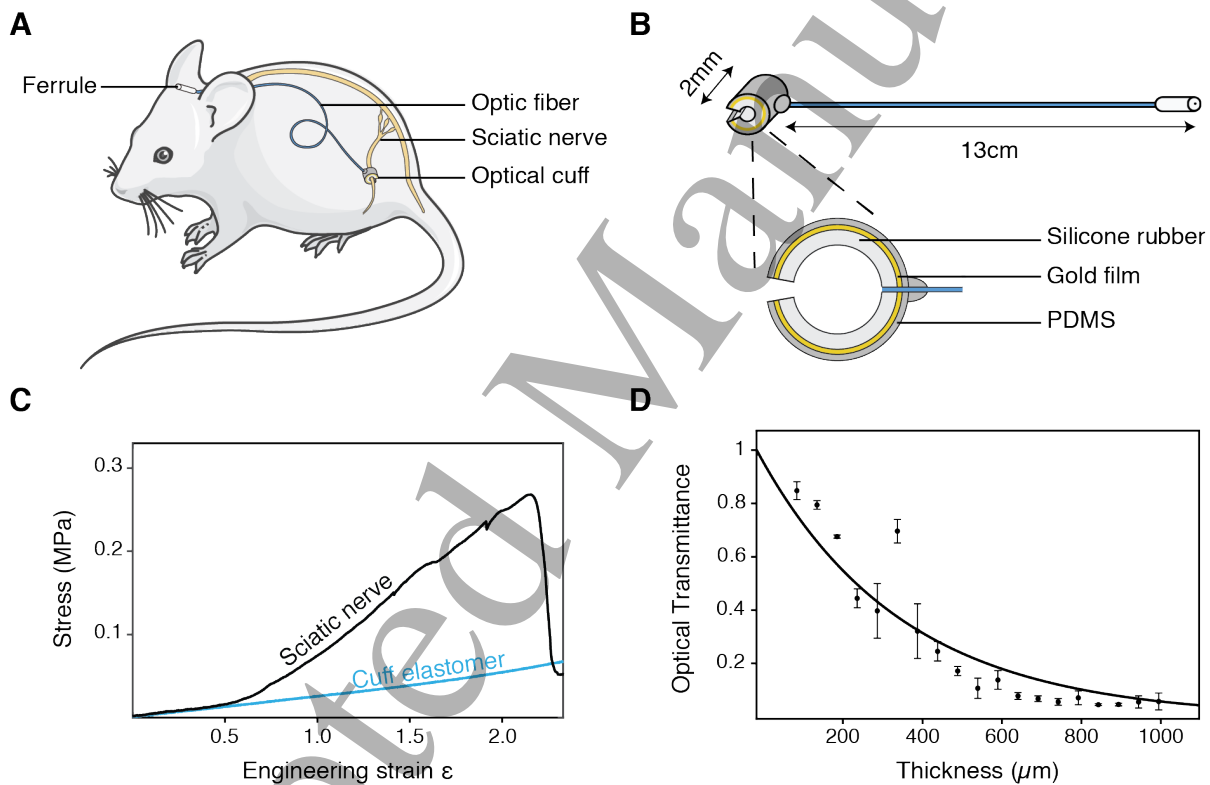 A
Ferrule
Optic fiber
Sciatic nerve
Optical cuff
B
2mm
13cm
Silicone rubber
Gold film
PDMS
C
Stress (MPa)
0.3
0.2
0.1
Sciatic nerve
Cuff elastomer
0.5 1.0 1.5 2.0
Engineering strain ε
D
Optical Transmittance
1
0.8
0.6
0.4
0.2
200 400 600 800 1000
Thickness (µm)
pted Manu